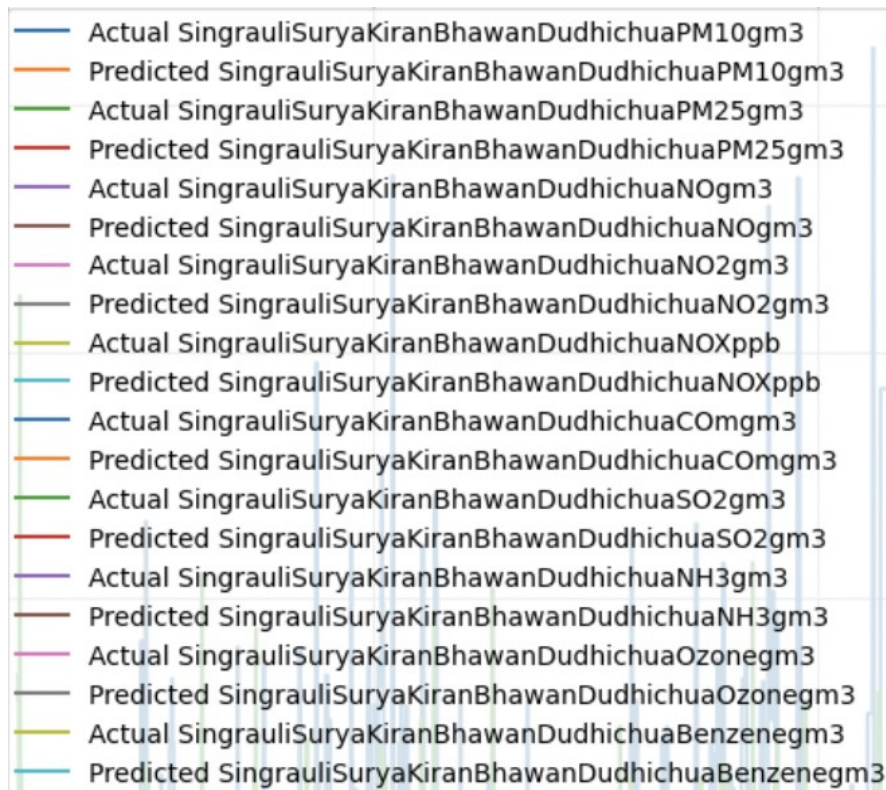 Actual SingrauliSuryaKiranBhawanDudhichuaPM10gm3
Predicted SingrauliSuryaKiranBhawanDudhichuaPM10gm3
Actual SingrauliSuryaKiranBhawanDudhichuaPM25gm3
Predicted SingrauliSuryaKiranBhawanDudhichuaPM25gm3
Actual SingrauliSuryaKiranBhawanDudhichuaNOgm3
Predicted SingrauliSuryaKiranBhawanDudhichuaNOgm3
Actual SingrauliSuryaKiranBhawanDudhichuaNO2gm3
Predicted SingrauliSuryaKiranBhawanDudhichuaNO2gm3
Actual SingrauliSuryaKiranBhawanDudhichuaNOXppb
Predicted SingrauliSuryaKiranBhawanDudhichuaNOXppb
Actual SingrauliSuryaKiranBhawanDudhichuaCOmgm3
Predicted SingrauliSuryaKiranBhawanDudhichuaCOmgm3
Actual SingrauliSuryaKiranBhawanDudhichuaSO2gm3
Predicted SingrauliSuryaKiranBhawanDudhichuaSO2gm3
Actual SingrauliSuryaKiranBhawanDudhichuaNH3gm3
Predicted SingrauliSuryaKiranBhawanDudhichuaNH3gm3
Actual SingrauliSuryaKiranBhawanDudhichuaOzonegm3
Predicted SingrauliSuryaKiranBhawanDudhichuaOzonegm3
Actual SingrauliSuryaKiranBhawanDudhichuaBenzenegm3
Predicted SingrauliSuryaKiranBhawanDudhichuaBenzenegm3